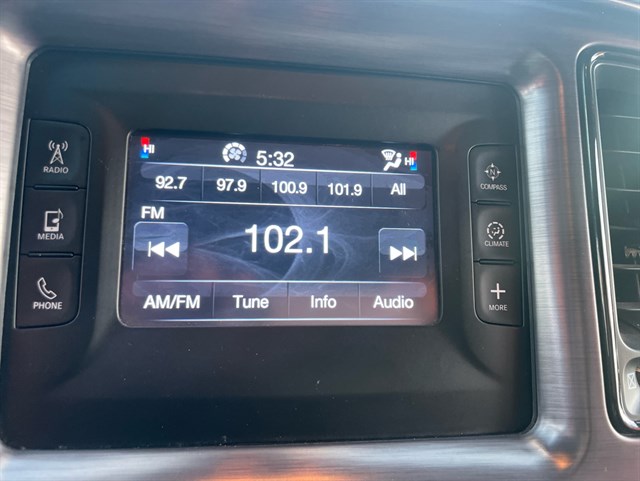 HI 5:32 HI
92.7 97.9 100.9 101.9 All
FM
102.1
AM/FM Tune Info Audio
RADIO
MEDIA
PHONE
N
COMPASS
CLIMATE
MORE